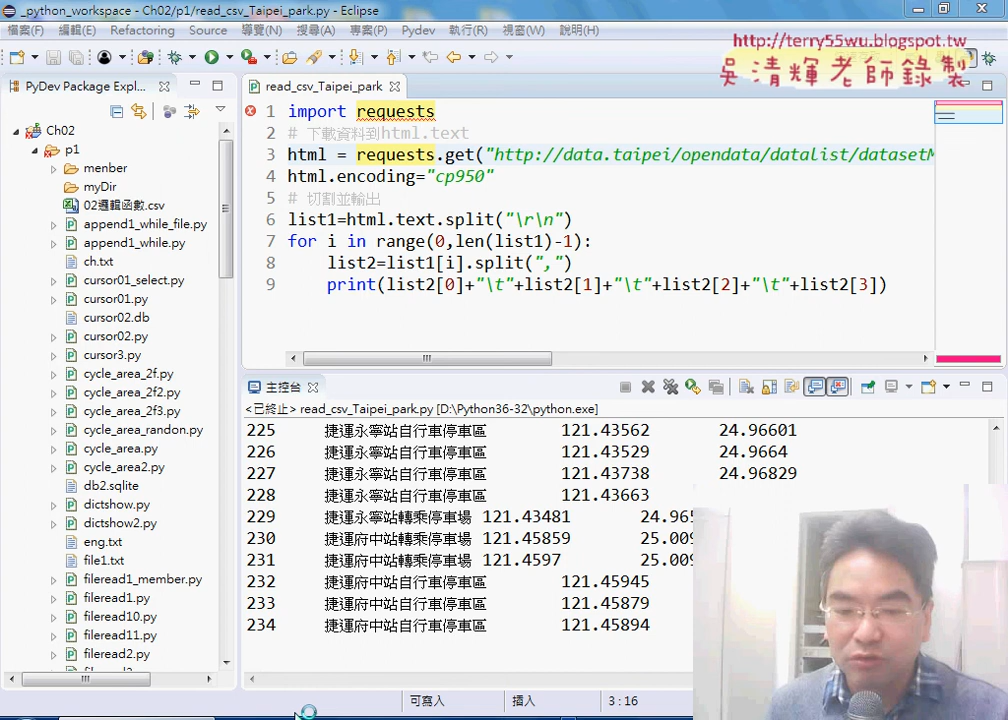 _python_workspace - Ch02/p1/read_csv_Taipei_park.py - Eclipse
檔案(F) 編輯(E) Refactoring Source 導覽(N) 搜尋(A) 專案(P) Pydev 執行(R) 視窗(W) 說明(H)
http://terry55wu.blogspot.tw
吳清輝老師錄製
PyDev Package Expl...
read_csv_Taipei_park
Ch02
p1
menber
myDir
02邏輯函數.csv
append1_while_file.py
append1_while.py
ch.txt
cursor01_select.py
cursor01.py
cursor02.db
cursor02.py
cursor3.py
cycle_area_2f.py
cycle_area_2f2.py
cycle_area_2f3.py
cycle_area_randon.py
cycle_area.py
cycle_area2.py
db2.sqlite
dictshow.py
dictshow2.py
eng.txt
file1.txt
fileread1_member.py
fileread1.py
fileread10.py
fileread11.py
fileread2.py
1 import requests
2 # 下載資料到html.text
3 html = requests.get("http://data.taipei/opendata/datalist/datasetM
4 html.encoding="cp950"
5 # 切割並輸出
6 list1=html.text.split("\r\n")
7 for i in range(0,len(list1)-1):
8 list2=list1[i].split(",")
9 print(list2[0]+"\t"+list2[1]+"\t"+list2[2]+"\t"+list2[3])
主控台
<已終止> read_csv_Taipei_park.py [D:\Python36-32\python.exe]
225 捷運永寧站自行車停車區 121.43562 24.96601
226 捷運永寧站自行車停車區 121.43529 24.9664
227 捷運永寧站自行車停車區 121.43738 24.96829
228 捷運永寧站自行車停車區 121.43663
229 捷運永寧站轉乘停車場 121.43481 24.965
230 捷運府中站轉乘停車場 121.45859 25.009
231 捷運府中站轉乘停車場 121.4597 25.009
232 捷運府中站自行車停車區 121.45945
233 捷運府中站自行車停車區 121.45879
234 捷運府中站自行車停車區 121.45894
可寫入 插入 3 : 16